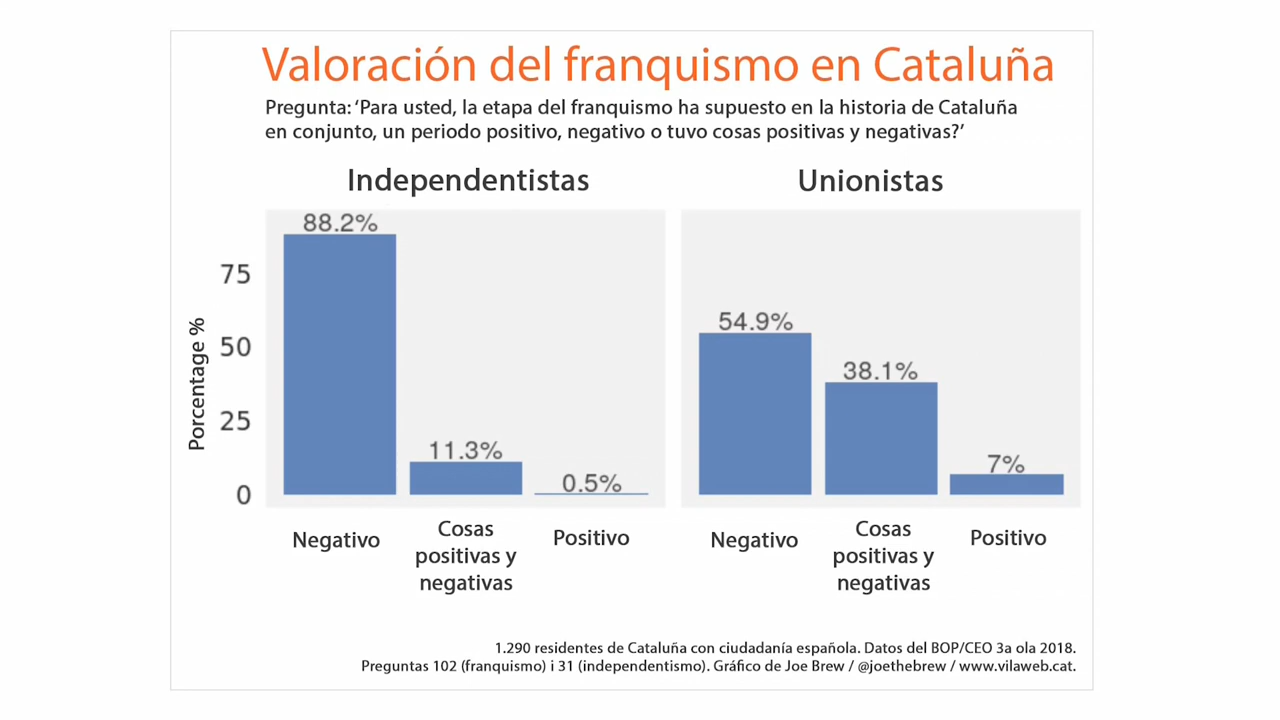 Valoración del franquismo en Cataluña
Pregunta: ‘Para usted, la etapa del franquismo ha supuesto en la historia de Cataluña
en conjunto, un periodo positivo, negativo o tuvo cosas positivas y negativas?’
Independentistas
Unionistas
Porcentage %
75
50
25
0
88.2%
11.3%
0.5%
54.9%
38.1%
7%
Negativo
Cosas
positivas y
negativas
Positivo
Negativo
Cosas
positivas y
negativas
Positivo
1.290 residentes de Cataluña con ciudadanía española. Datos del BOP/CEO 3a ola 2018.
Preguntas 102 (franquismo) i 31 (independentismo). Gráfico de Joe Brew / @joethebrew / www.vilaweb.cat.